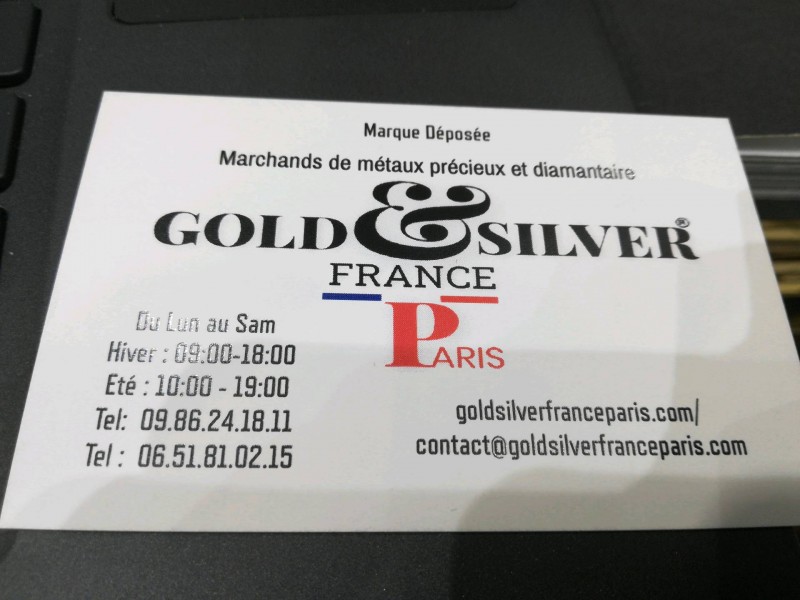 Marque Déposée
Marchands de métaux précieux et diamantaire
GOLD & SILVER®
FRANCE
PARIS
Du Lun au Sam
Hiver : 09:00-18:00
Eté : 10:00 - 19:00
Tel: 09.86.24.18.11
Tel : 06.51.81.02.15
goldsilverfranceparis.com/
contact@goldsilverfranceparis.com